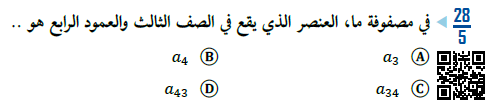 28/5 في مصفوفة ما، العنصر الذي يقع في الصف الثالث والعمود الرابع هو ..
A a₃ B a₄
C a₃₄ D a₄₃